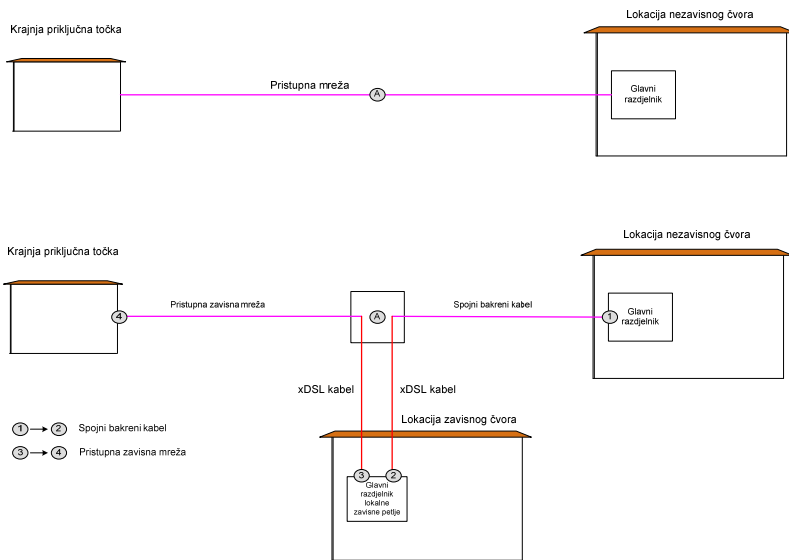 Lokacija nezavisnog čvora
Krajnja priključna točka
Pristupna mreža
A
Glavni
razdjelnik
Lokacija nezavisnog čvora
Krajnja priključna točka
Pristupna zavisna mreža
Spojni bakreni kabel
4
A
1
Glavni
razdjelnik
xDSL kabel
xDSL kabel
Lokacija zavisnog čvora
1
2
Spojni bakreni kabel
3
4
Pristupna zavisna mreža
3
2
Glavni
razdjelnik
lokalne
zavisne petlje